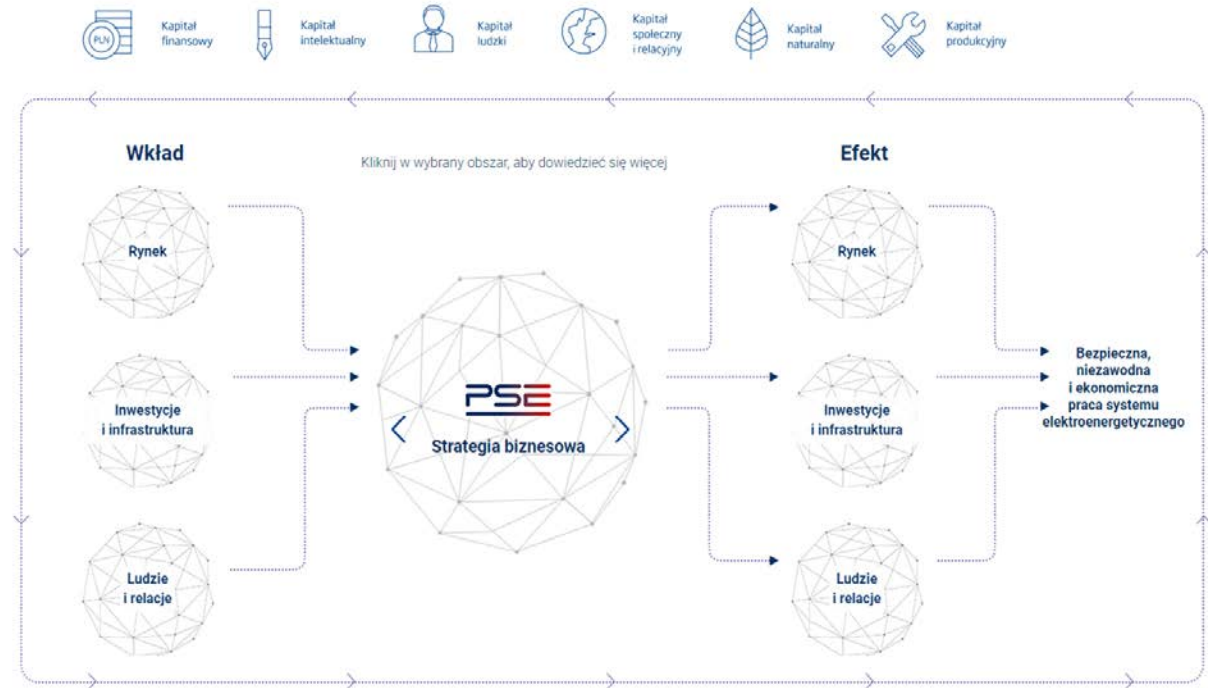 PLN
Kapitał
finansowy
Kapitał
intelektualny
Kapitał
ludzki
Kapitał
społeczny
i relacyjny
Kapitał
naturalny
Kapitał
produkcyjny
Wkład
Kliknij w wybrany obszar, aby dowiedzieć się więcej
Efekt
Rynek
Inwestycje
i infrastruktura
Ludzie
i relacje
PSE
Strategia biznesowa
Rynek
Inwestycje
i infrastruktura
Ludzie
i relacje
Bezpieczna,
niezawodna
i ekonomiczna
praca systemu
elektroenergetycznego